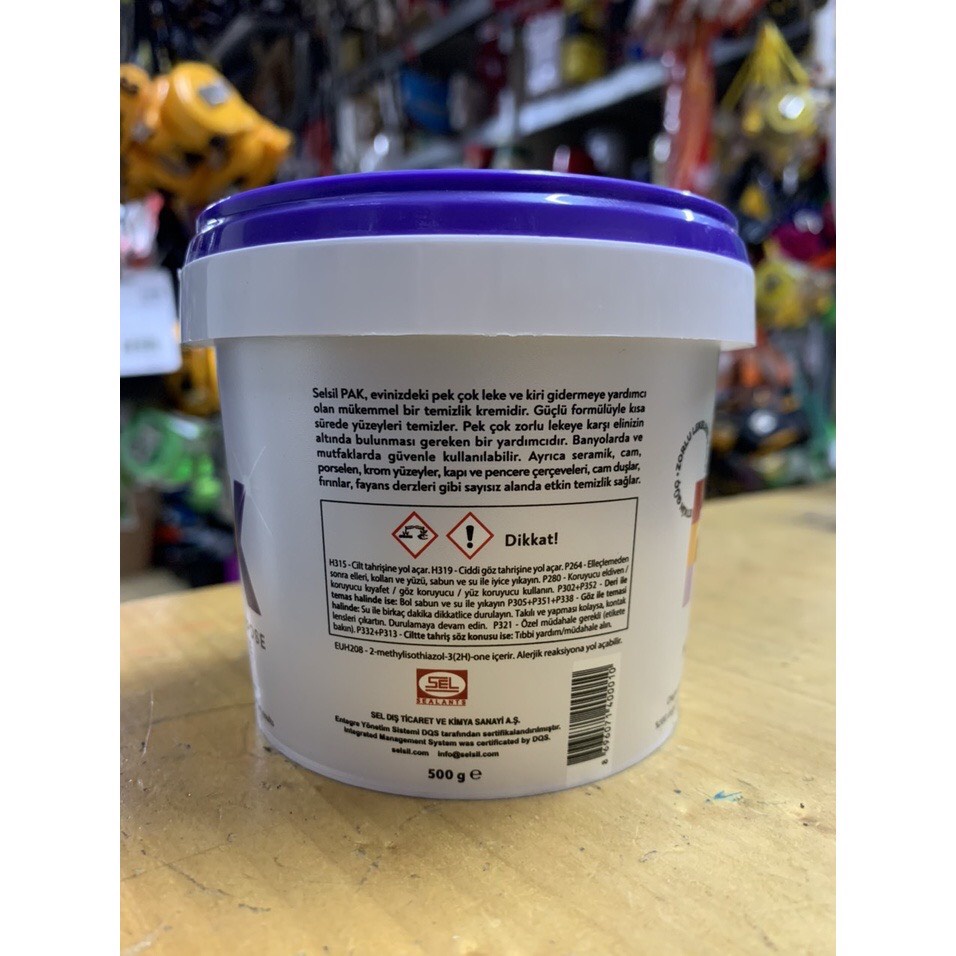 Selsil PAK, evinizdeki pek çok leke ve kiri gidermeye yardımcı
olan mükemmel bir temizlik kremidir. Güçlü formülüyle kısa
sürede yüzeyleri temizler. Pek çok zorlu lekeye karşı elinizin
altında bulunması gereken bir yardımcıdır. Banyolarda ve
mutfaklarda güvenle kullanılabilir. Ayrıca seramik, cam,
porselen, krom yüzeyler, kapı ve pencere çerçeveleri, cam duşlar,
fırınlar, fayans derzleri gibi sayısız alanda etkin temizlik sağlar.
Dikkat!
H315 - Cilt tahrişine yol açar. H319 - Ciddi göz tahrişine yol açar. P264 - Elleçlemeden
sonra elleri, kolları ve yüzü, sabun ve su ile iyice yıkayın. P280 - Koruyucu eldiven /
koruyucu kıyafet / göz koruyucu / yüz koruyucu kullanın. P302+P352 - Deri ile
temas halinde ise: Bol sabun ve su ile yıkayın P305+P351+P338 - Göz ile teması
halinde: Su ile birkaç dakika dikkatlice durulayın. Takılı ve yapması kolaysa, kontak
lensleri çıkartın. Durulamaya devam edin. P321 - Özel müdahale gerekli (etikete
bakın). P332+P313 - Ciltte tahriş söz konusu ise: Tıbbi yardım/müdahale alın.
EUH208 - 2-methylisothiazol-3(2H)-one içerir. Alerjik reaksiyona yol açabilir.
SEL
SEALANTS
SEL DIŞ TİCARET VE KİMYA SANAYİ A.Ş.
Entegre Yönetim Sistemi DQS tarafından sertifikalandırılmıştır.
Integrated Management System was certified by DQS.
selsil.com info@selsil.com
500 g ℮
8 696071 400010
K
ZORLU